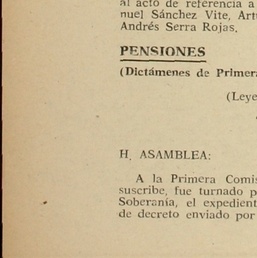 al acto de referencia a
nuel Sánchez Vite, Art
Andrés Serra Rojas.
PENSIONES
(Dictámenes de Primer
(Leye
H. ASAMBLEA:
A la Primera Comis
suscribe, fue turnado p
Soberanía, el expedient
de decreto enviado por